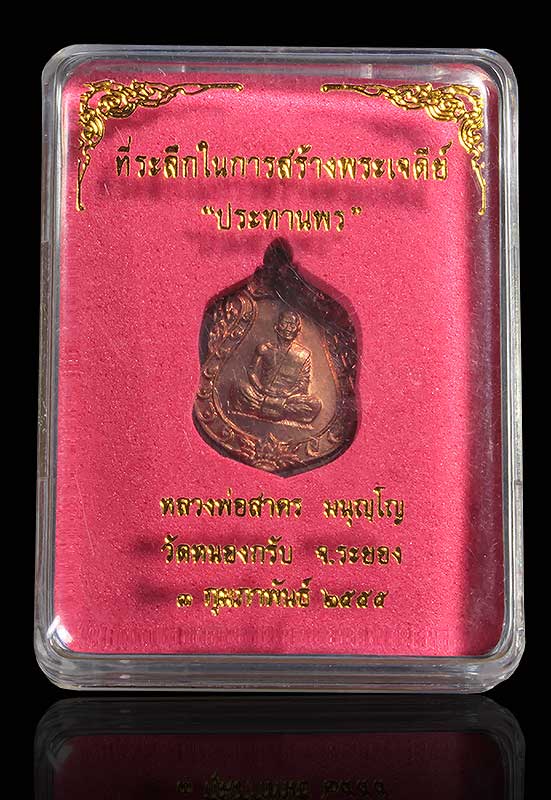 ที่ระลึกในการสร้างพระเจดีย์
“ประทานพร”
หลวงพ่อสาคร มนุญฺโญ
วัดหนองกรับ จ.ระยอง
๓ กุมภาพันธ์ ๒๕๕๕